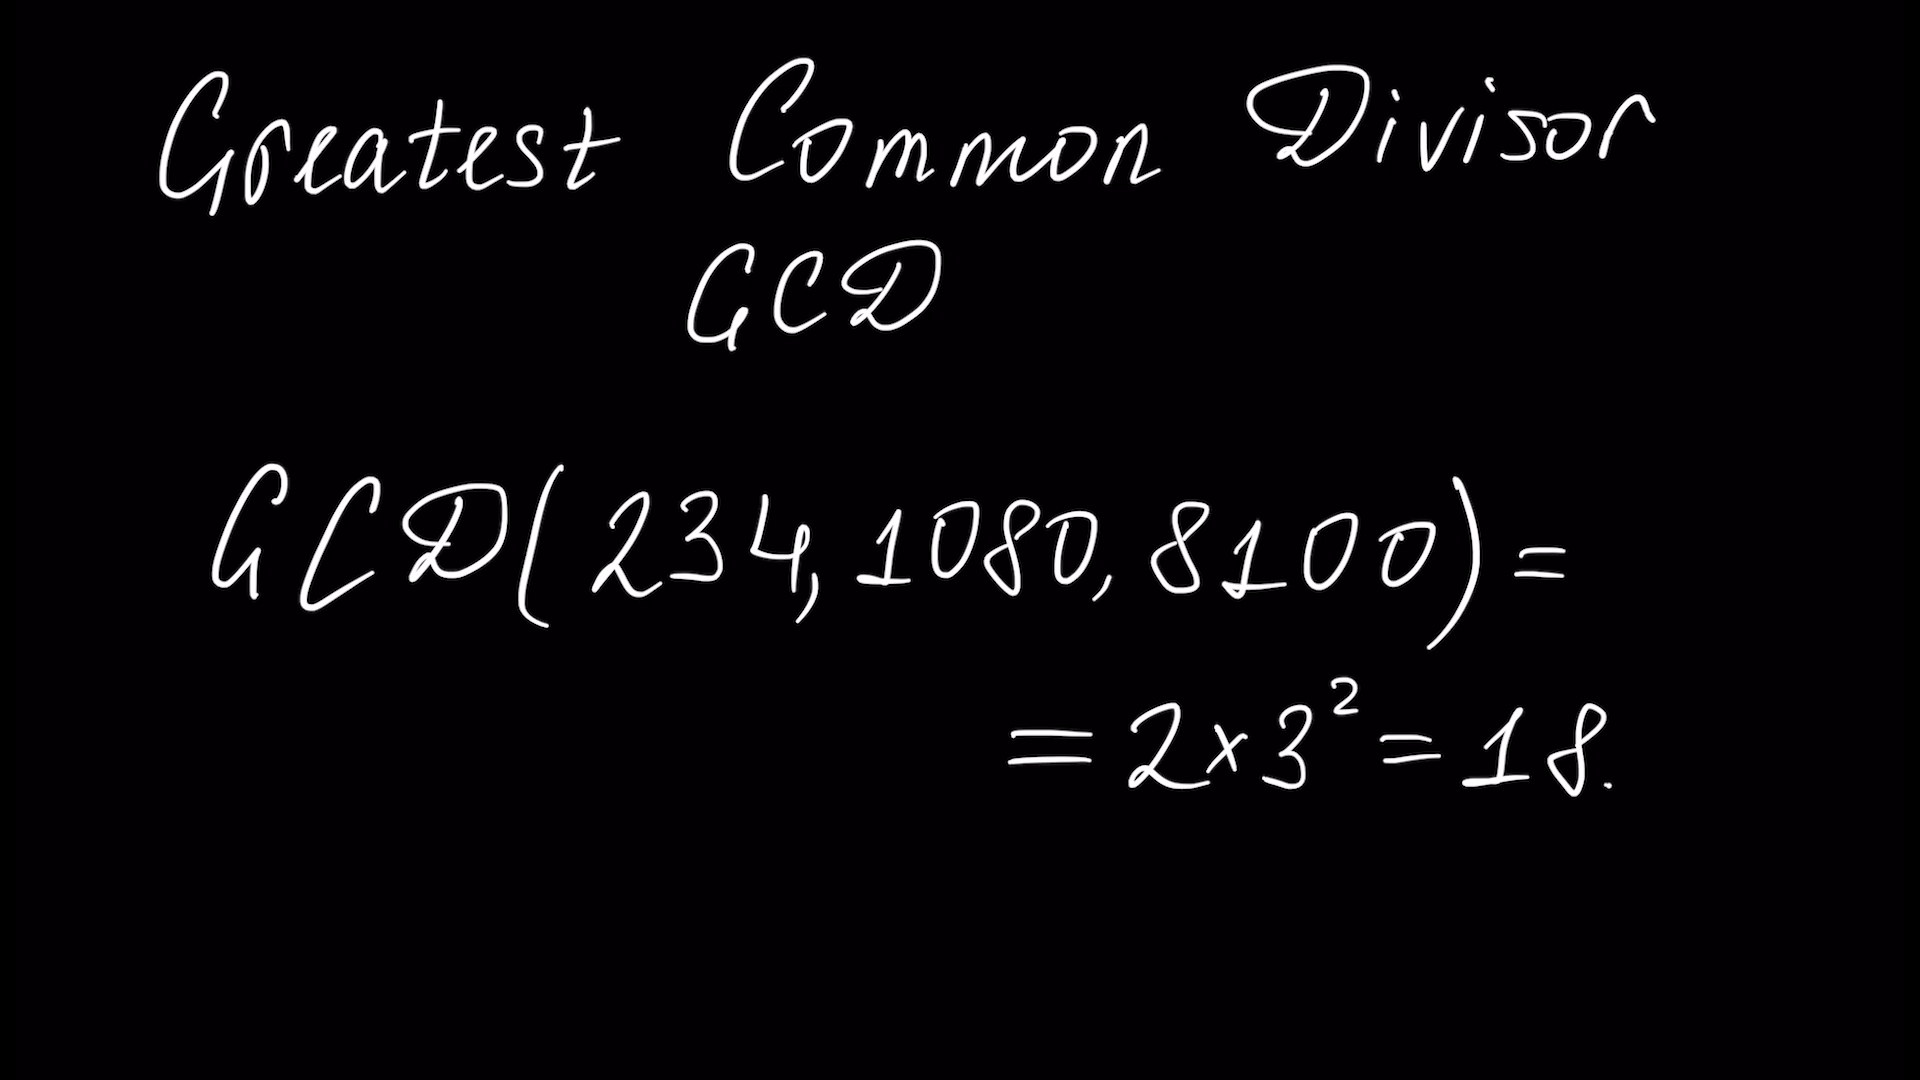 Greatest Common Divisor
GCD
GCD(234, 1080, 8100) =
= 2 × 3² = 18.